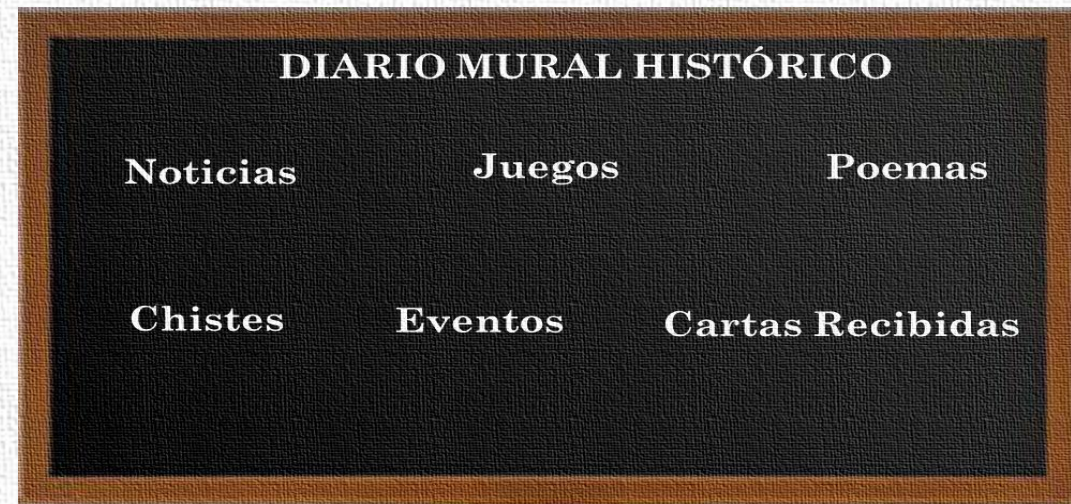 DIARIO MURAL HISTÓRICO
Noticias Juegos Poemas
Chistes Eventos Cartas Recibidas